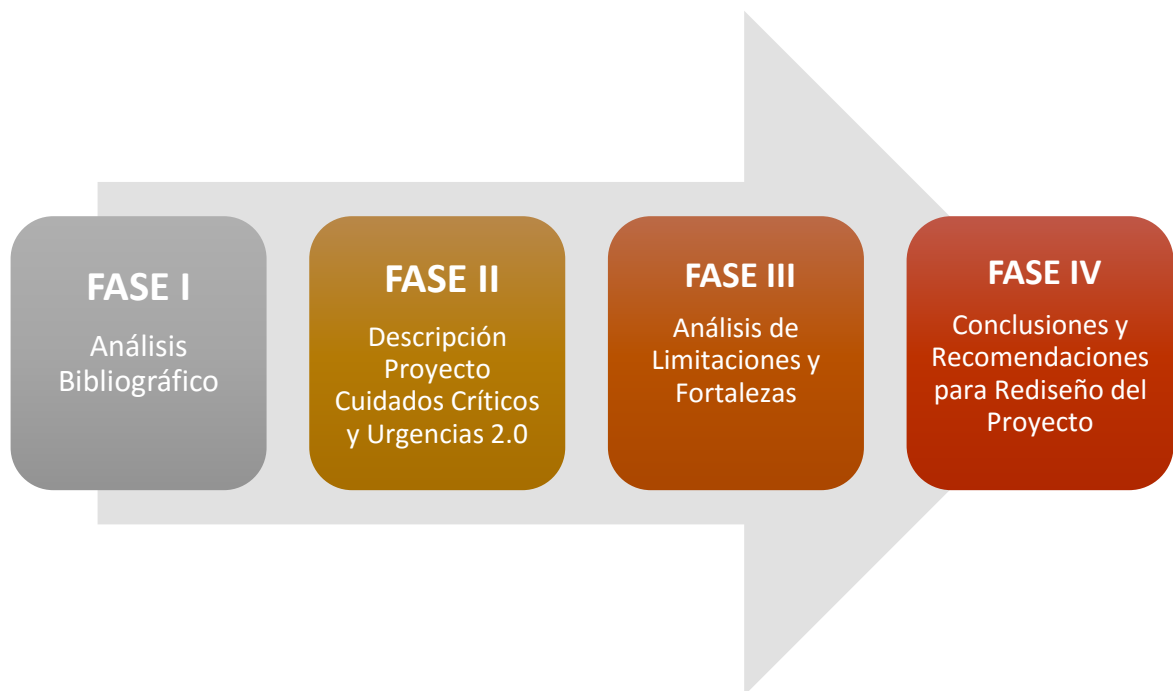 FASE I
Análisis
Bibliográfico
FASE II
Descripción
Proyecto
Cuidados Críticos
y Urgencias 2.0
FASE III
Análisis de
Limitaciones y
Fortalezas
FASE IV
Conclusiones y
Recomendaciones
para Rediseño del
Proyecto